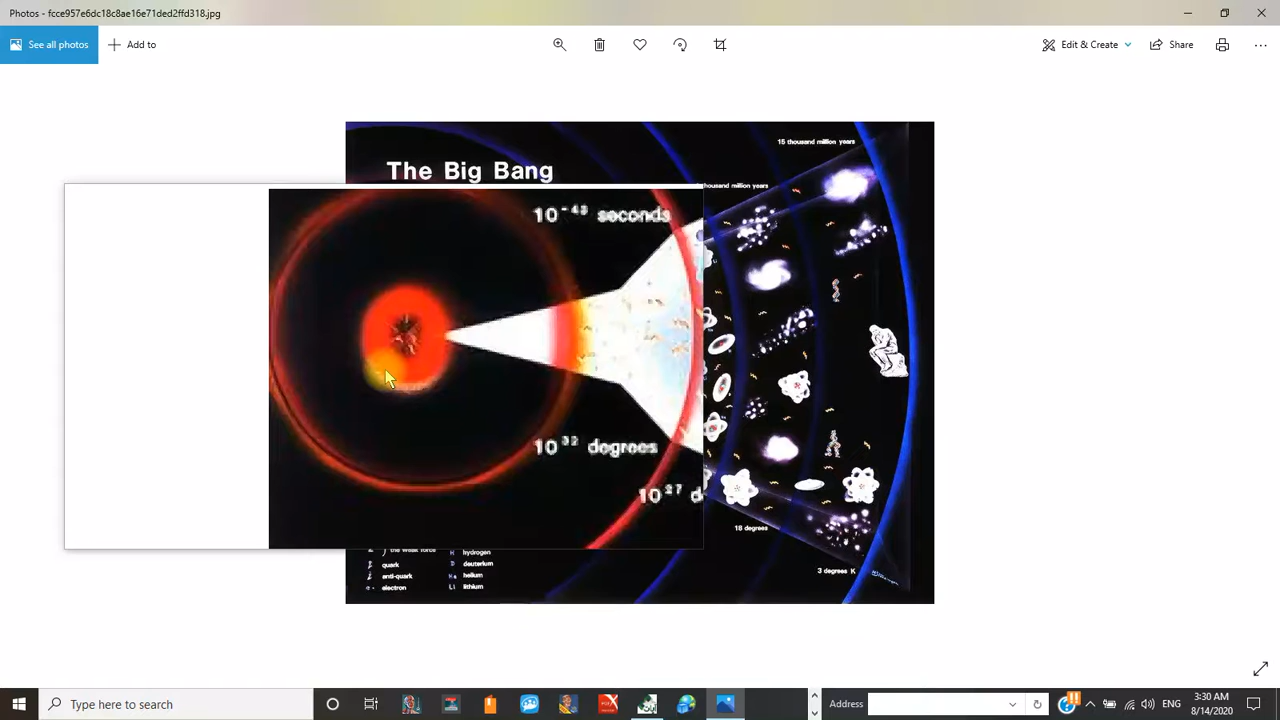 Photos - fcce957e6dc18c8ae16e71ded2ffd318.jpg
See all photos
Add to
Edit & Create
Share
15 thousand million years
The Big Bang
thousand million years
10⁻⁴³ seconds
10³² degrees
10²⁷ d
18 degrees
the weak force
hydrogen
quark
D deuterium
anti-quark
He helium
e- electron
Li lithium
3 degrees K
Type here to search
Address
ENG
3:30 AM
8/14/2020